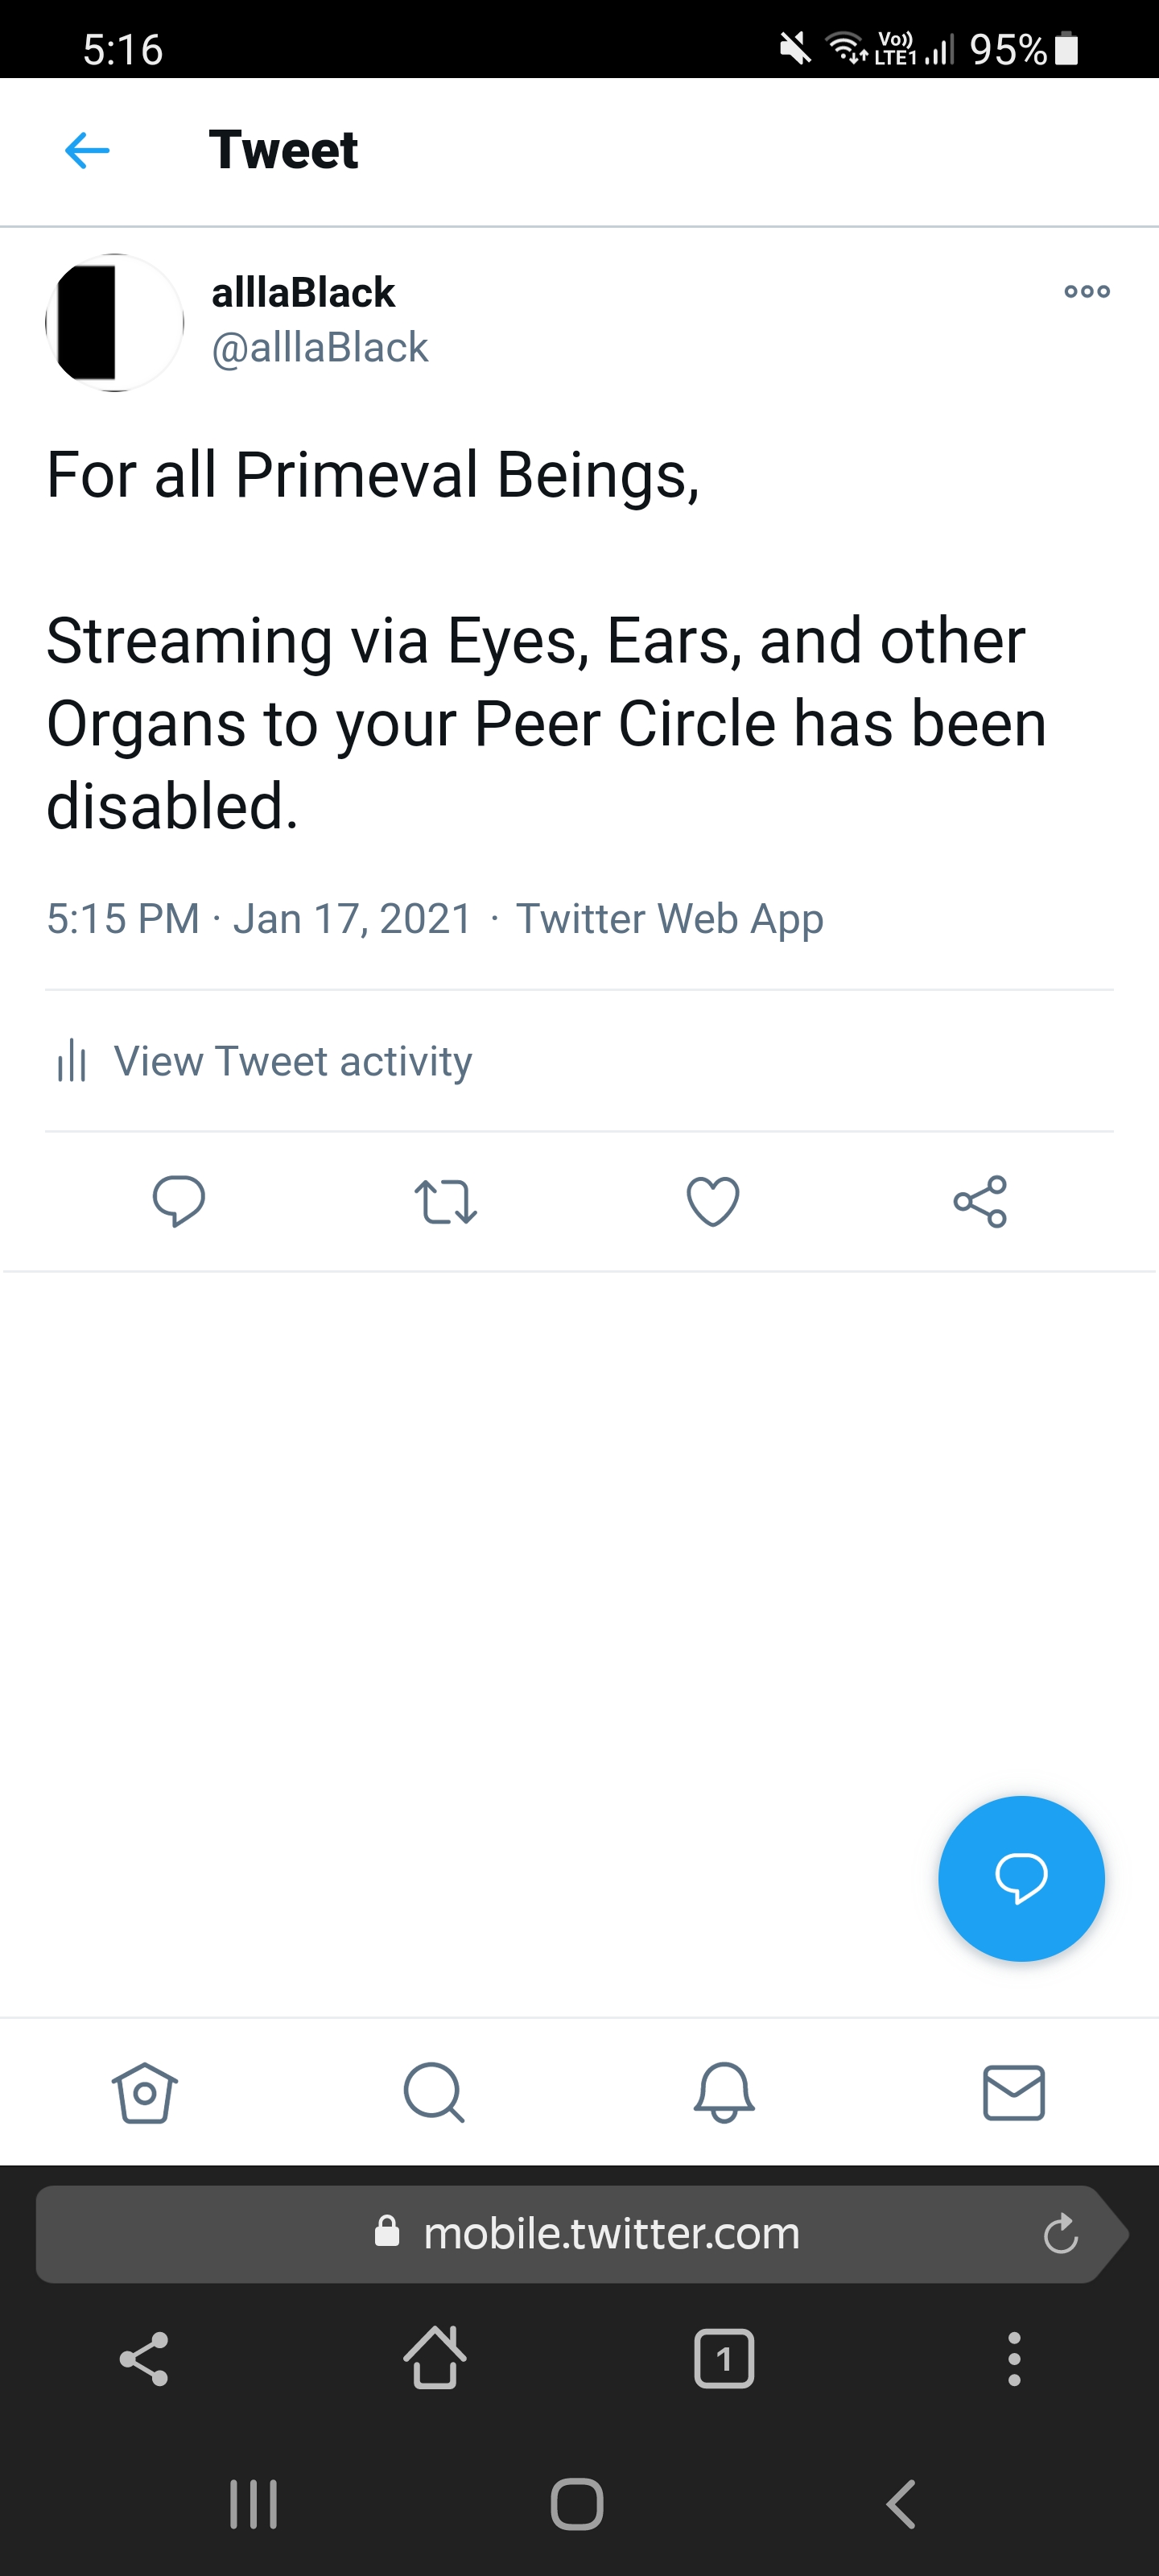 5:16
Vo)) LTE1 95%
Tweet
alllaBlack
@alllaBlack
For all Primeval Beings,
Streaming via Eyes, Ears, and other
Organs to your Peer Circle has been
disabled.
5:15 PM · Jan 17, 2021 · Twitter Web App
View Tweet activity
mobile.twitter.com
1